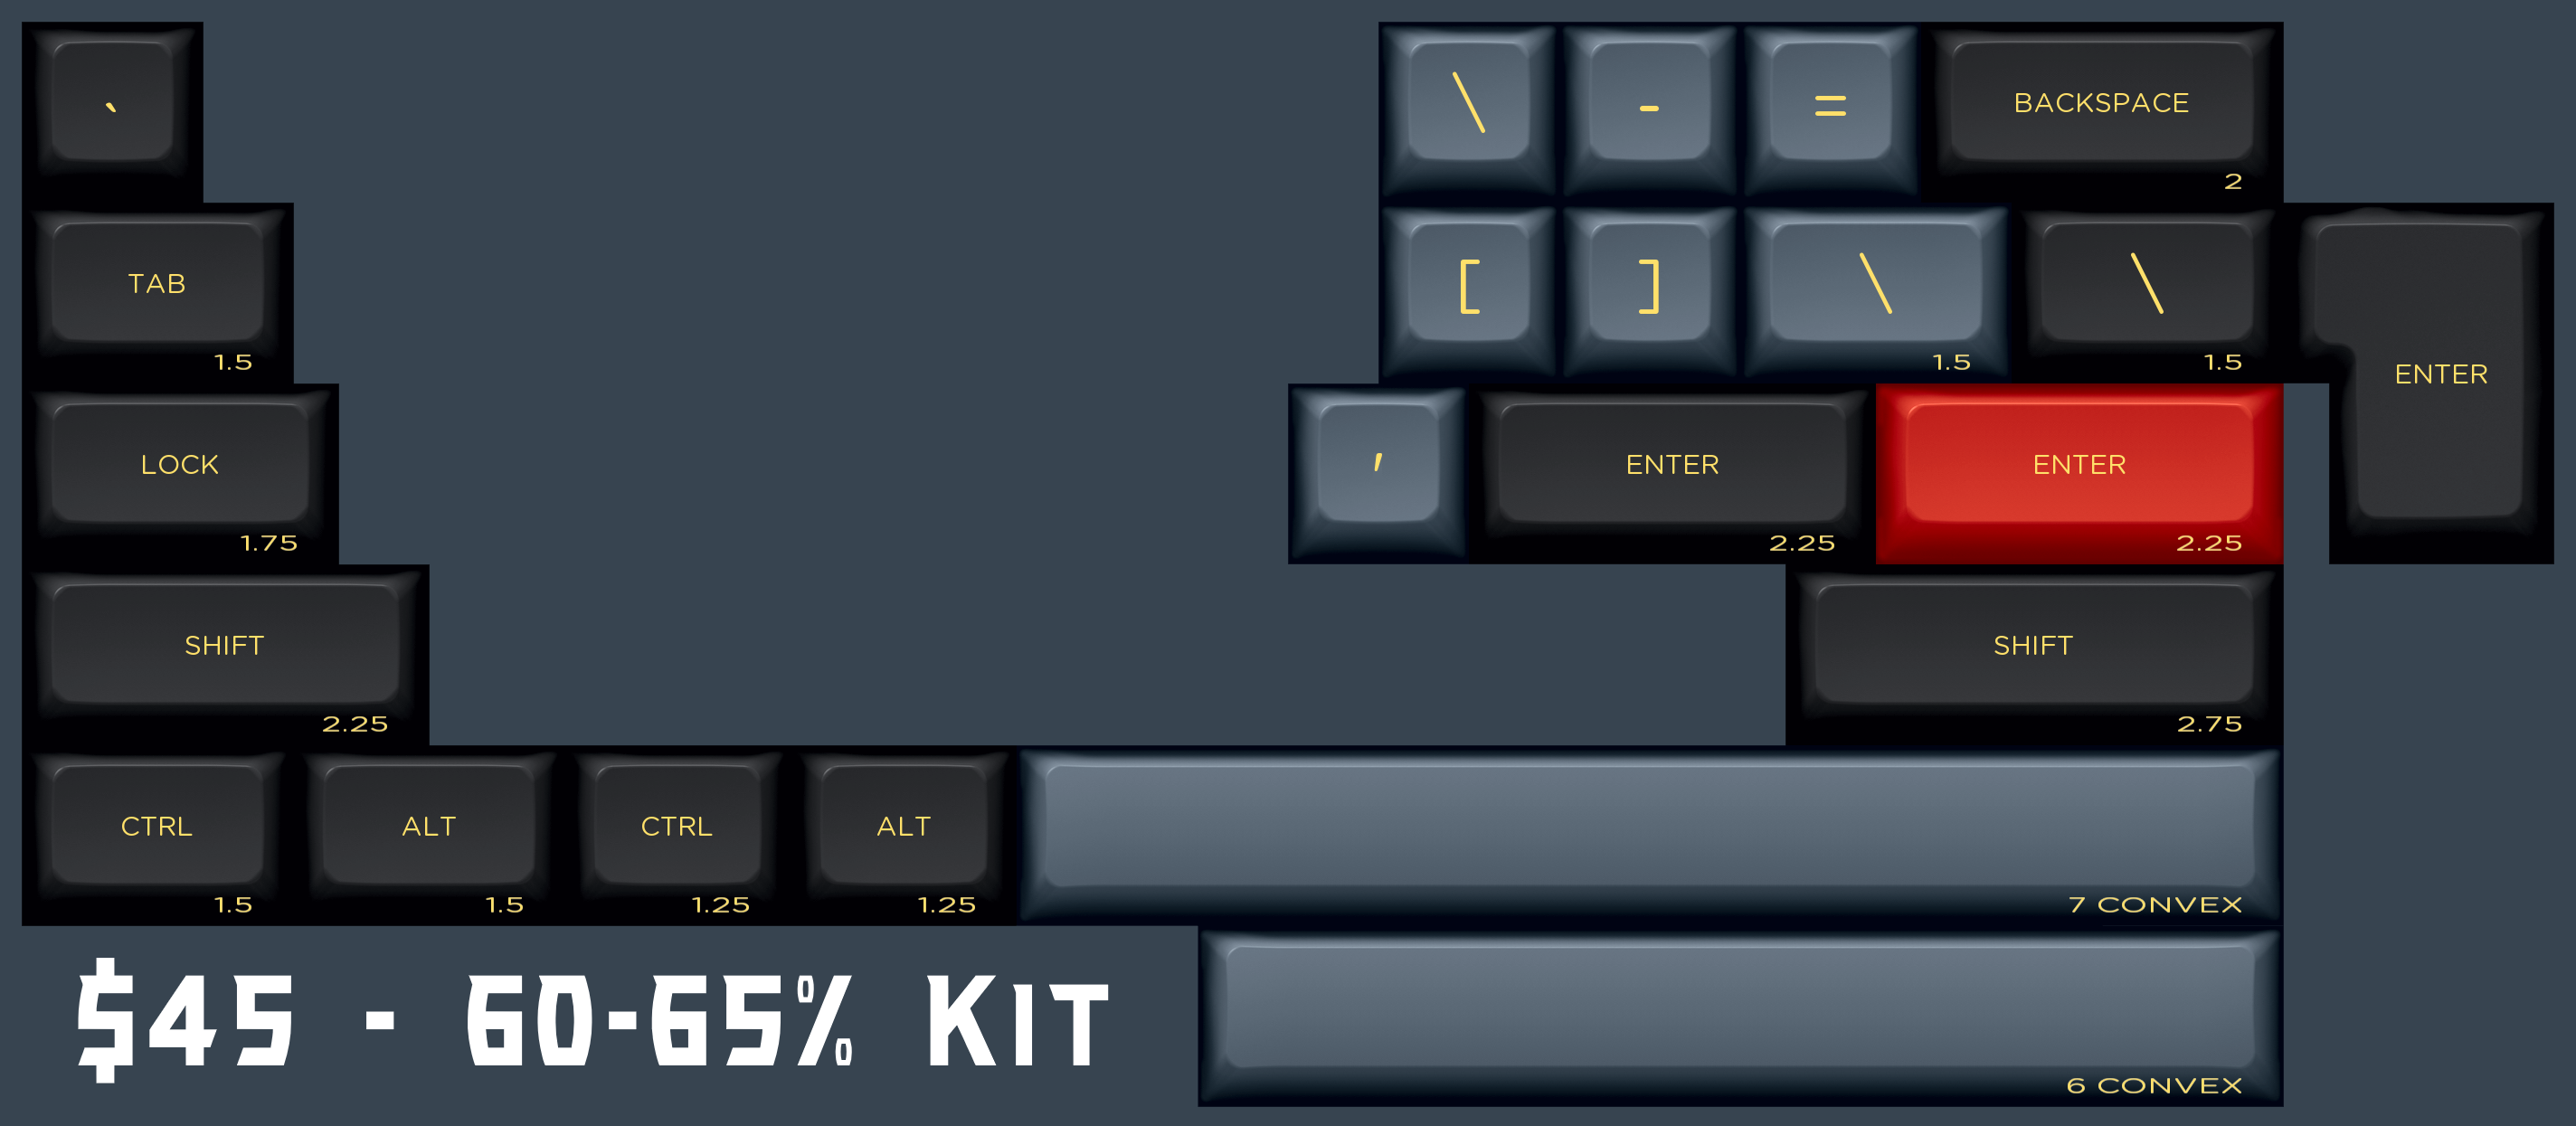 ` \ - = BACKSPACE
2
TAB [ ] \ \ ENTER
1.5 1.5 1.5
LOCK ' ENTER ENTER
1.75 2.25 2.25
SHIFT SHIFT
2.25 2.75
CTRL ALT CTRL ALT
1.5 1.5 1.25 1.25 7 CONVEX
$45 - 60-65% KIT
6 CONVEX